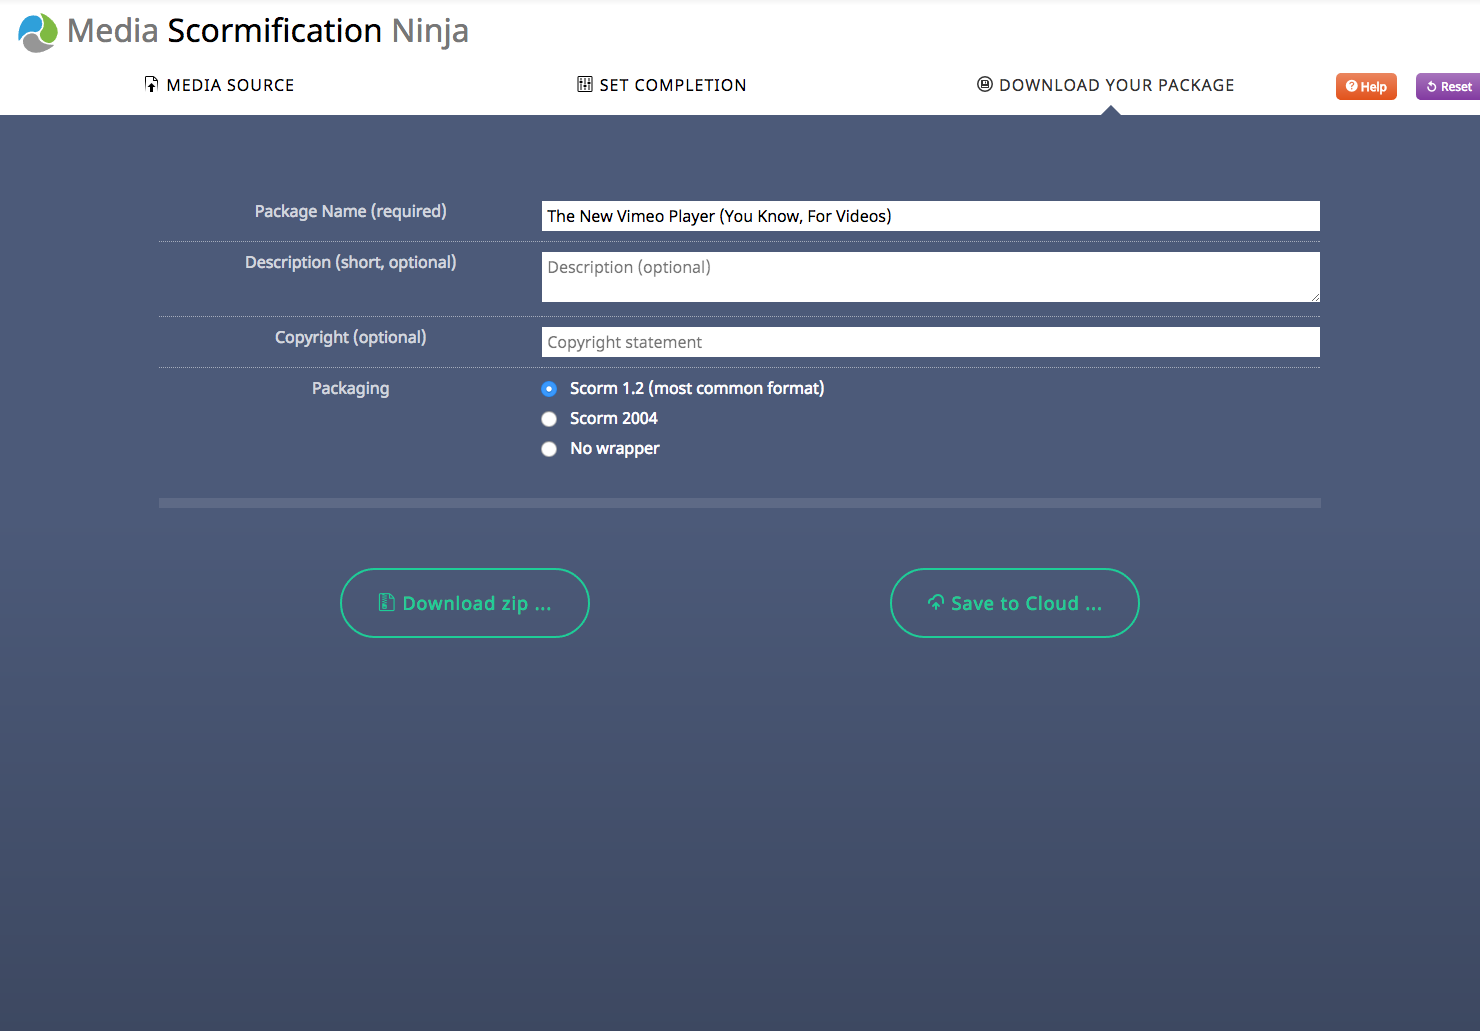 Media Scormification Ninja
MEDIA SOURCE
SET COMPLETION
DOWNLOAD YOUR PACKAGE
Help
Reset
Package Name (required)
The New Vimeo Player (You Know, For Videos)
Description (short, optional)
Description (optional)
Copyright (optional)
Copyright statement
Packaging
Scorm 1.2 (most common format)
Scorm 2004
No wrapper
Download zip ...
Save to Cloud ...